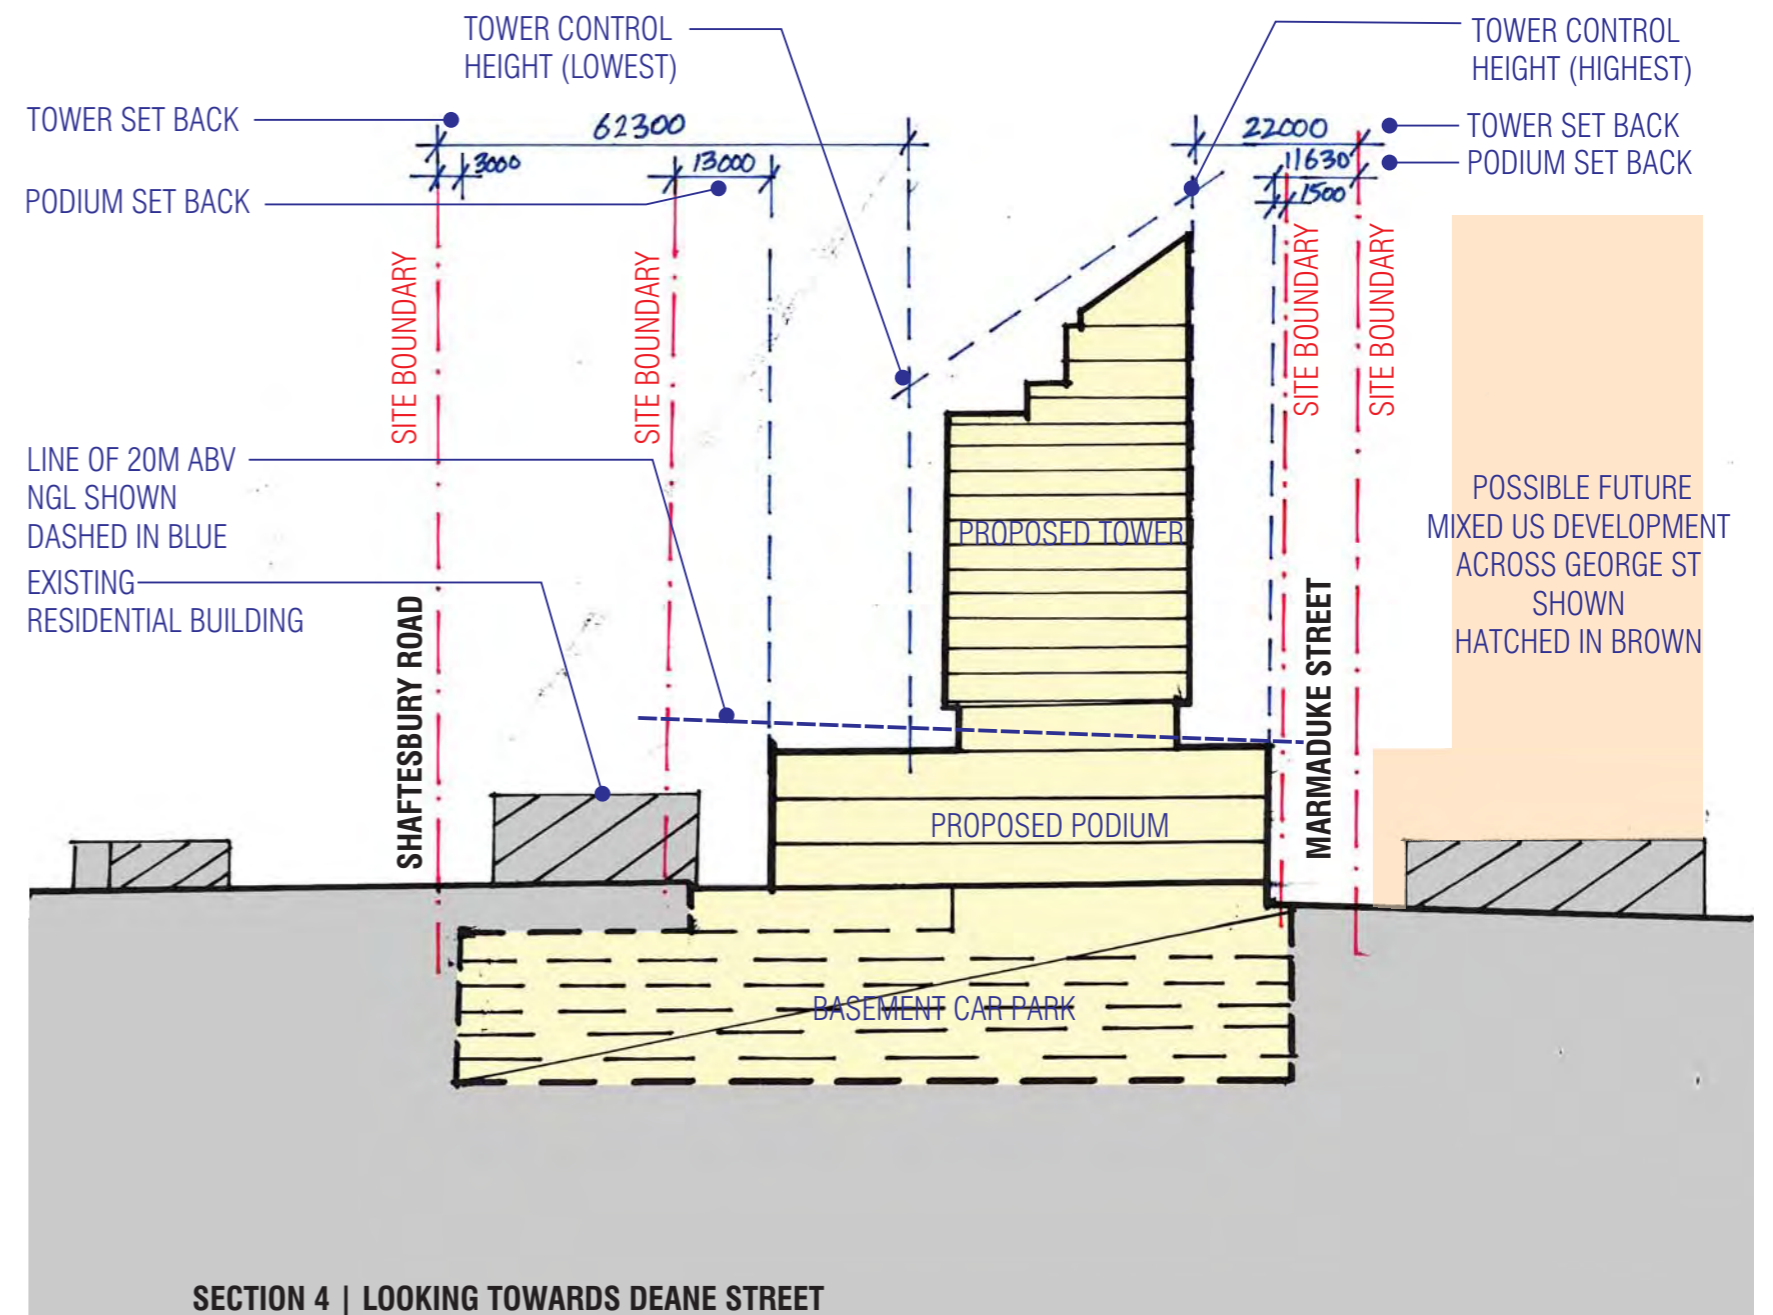 TOWER CONTROL
HEIGHT (LOWEST)
TOWER CONTROL
HEIGHT (HIGHEST)
TOWER SET BACK
62300
22000
TOWER SET BACK
3000
13000
11630
PODIUM SET BACK
PODIUM SET BACK
1500
SITE BOUNDARY
SITE BOUNDARY
SITE BOUNDARY
SITE BOUNDARY
LINE OF 20M ABV
NGL SHOWN
DASHED IN BLUE
EXISTING
RESIDENTIAL BUILDING
PROPOSED TOWER
POSSIBLE FUTURE
MIXED US DEVELOPMENT
ACROSS GEORGE ST
SHOWN
HATCHED IN BROWN
SHAFTESBURY ROAD
MARMADUKE STREET
PROPOSED PODIUM
BASEMENT CAR PARK
SECTION 4 | LOOKING TOWARDS DEANE STREET